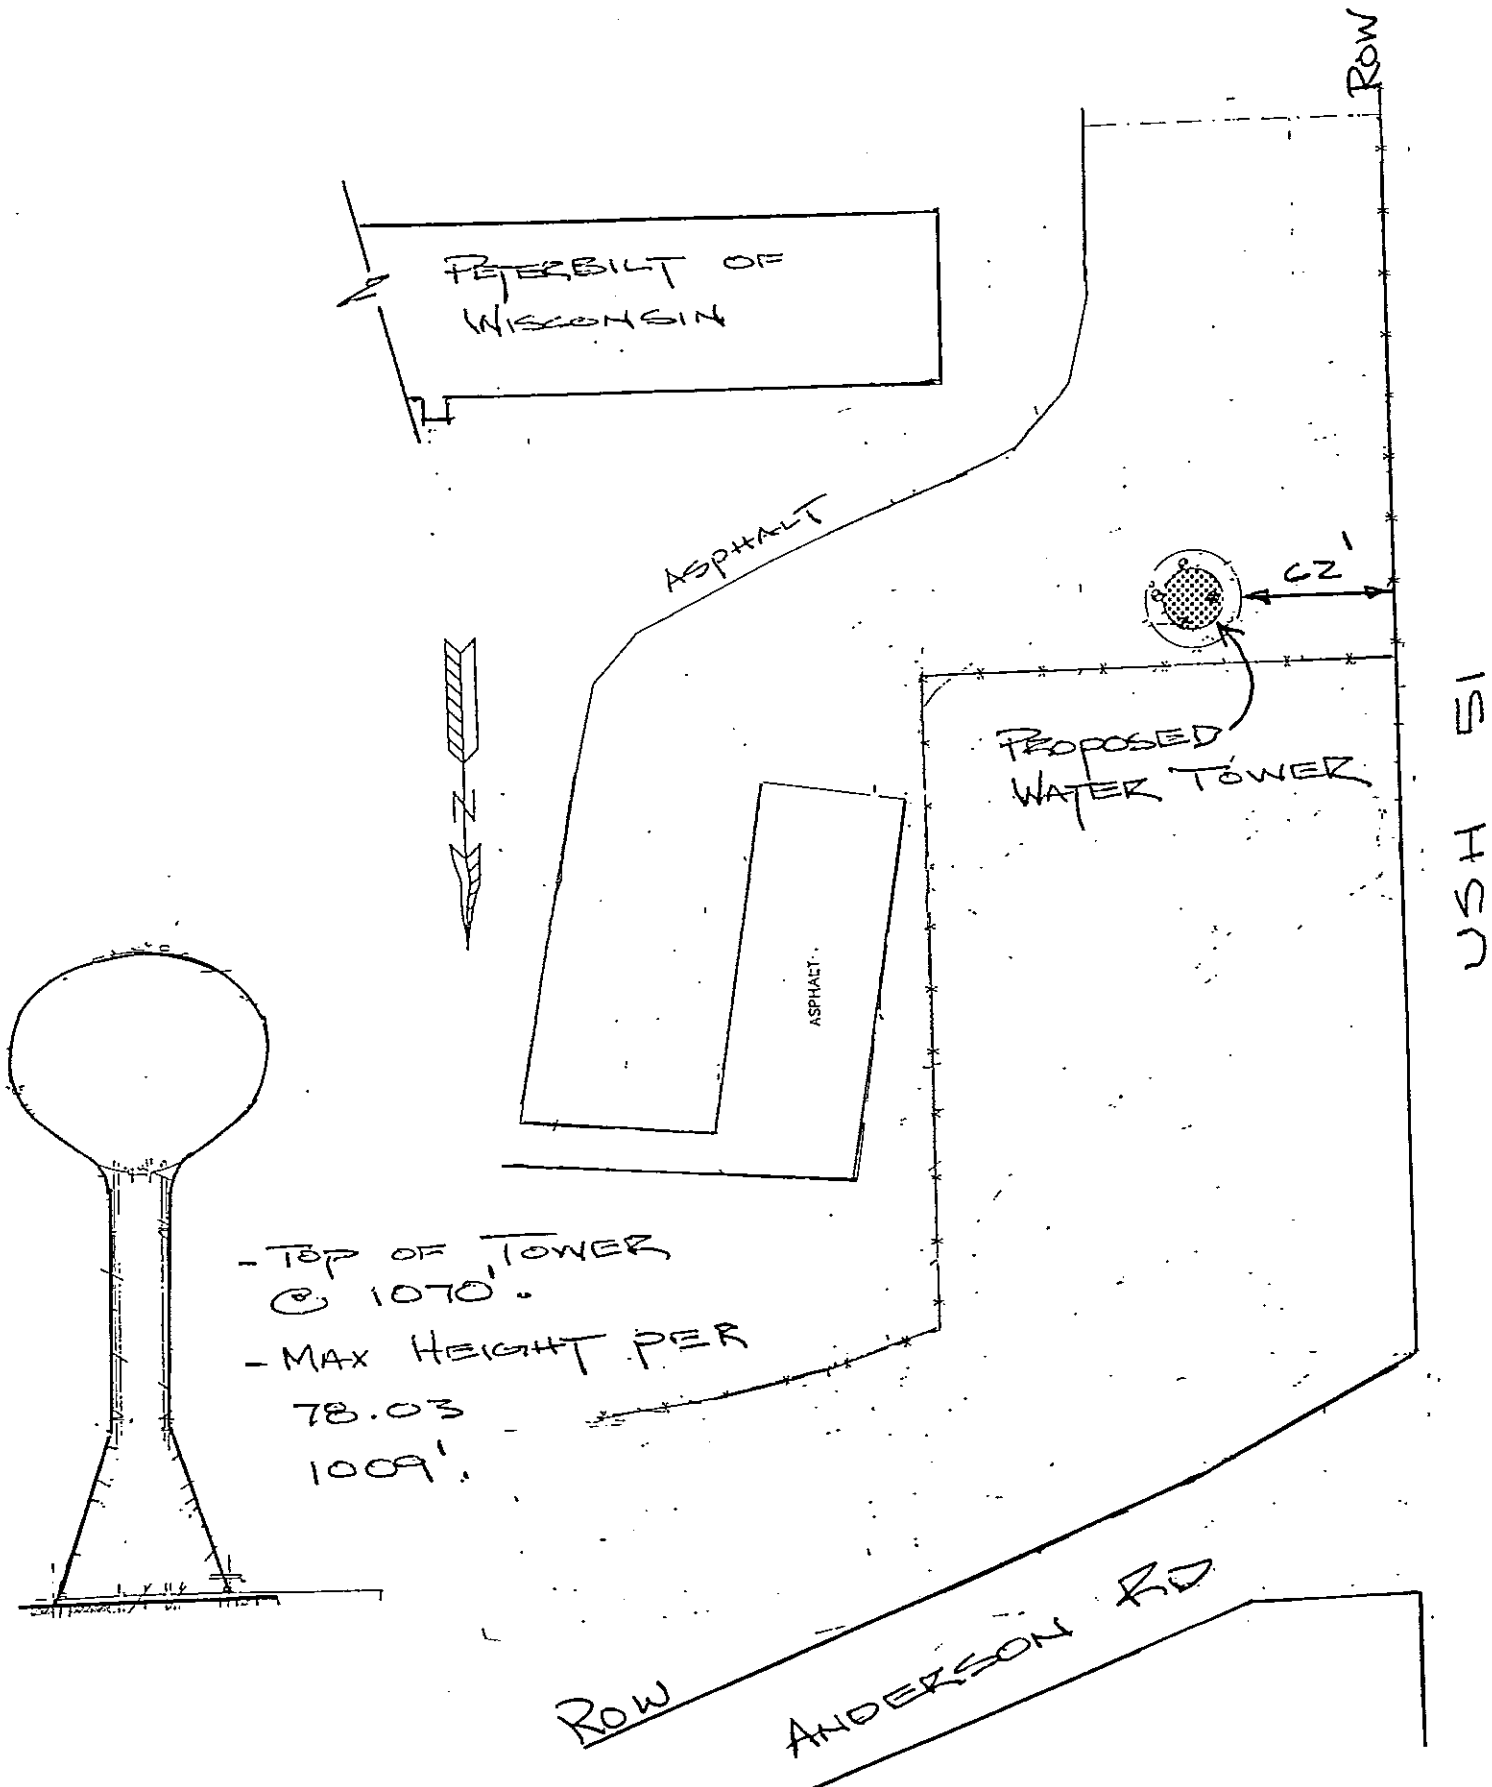 ROW
PETERBILT OF
WISCONSIN
ASPHALT
62'
PROPOSED
WATER TOWER
USH 51
N
ASPHALT
- TOP OF TOWER
@ 1070'.
- MAX HEIGHT PER
78.03
1009'.
ROW
ANDERSON RD